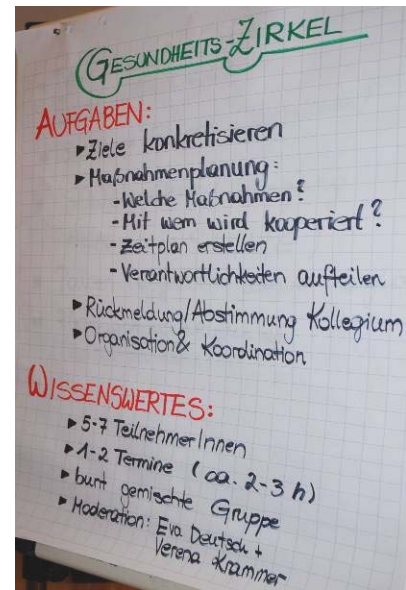 GESUNDHEITS-ZIRKEL
AUFGABEN:
▸Ziele konkretisieren
▸Maßnahmenplanung:
-Welche Maßnahmen?
-Mit wem wird kooperiert?
-Zeitplan erstellen
-Verantwortlichkeiten aufteilen
▸Rückmeldung/Abstimmung Kollegium
▸Organisation & Koordination
WISSENSWERTES:
▸5-7 TeilnehmerInnen
▸1-2 Termine (ca. 2-3 h)
▸bunt gemischte Gruppe
▸Moderation: Eva Deutsch +
Verena Krammer